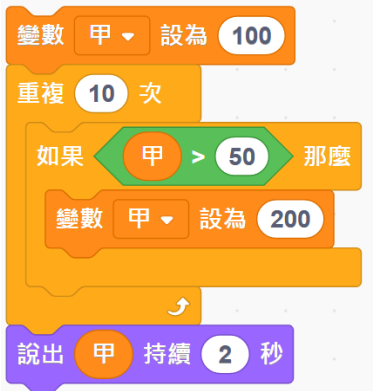 變數 甲 設為 100
重複 10 次
如果 甲 > 50 那麼
變數 甲 設為 200
說出 甲 持續 2 秒